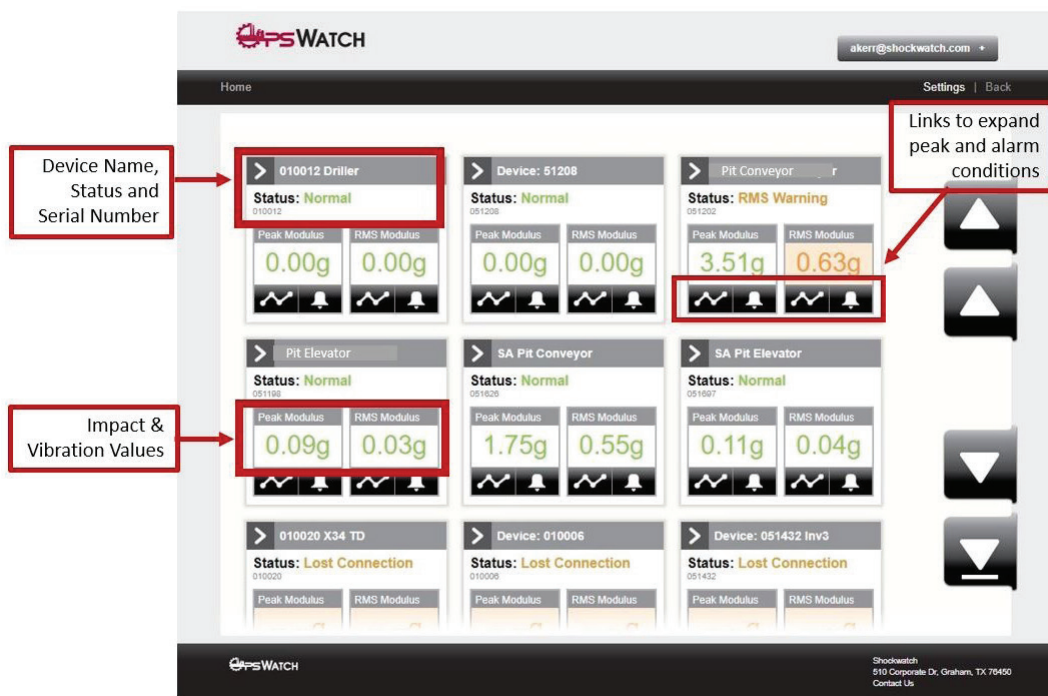 OPSWATCH
akerr@shockwatch.com +
Home
Settings | Back
Links to expand
peak and alarm
conditions
Device Name,
Status and
Serial Number
010012 Driller
Status: Normal
010012
Peak Modulus RMS Modulus
0.00g 0.00g
Device: 51208
Status: Normal
051208
Peak Modulus RMS Modulus
0.00g 0.00g
Pit Conveyor r
Status: RMS Warning
051202
Peak Modulus RMS Modulus
3.51g 0.63g
Impact &
Vibration Values
Pit Elevator
Status: Normal
051198
Peak Modulus RMS Modulus
0.09g 0.03g
SA Pit Conveyor
Status: Normal
051626
Peak Modulus RMS Modulus
1.75g 0.55g
SA Pit Elevator
Status: Normal
051697
Peak Modulus RMS Modulus
0.11g 0.04g
010020 X34 TD
Status: Lost Connection
010020
Peak Modulus RMS Modulus
Device: 010006
Status: Lost Connection
010006
Peak Modulus RMS Modulus
Device: 051432 Inv3
Status: Lost Connection
051432
Peak Modulus RMS Modulus
OPSWATCH
Shockwatch
510 Corporate Dr, Graham, TX 76450
Contact Us